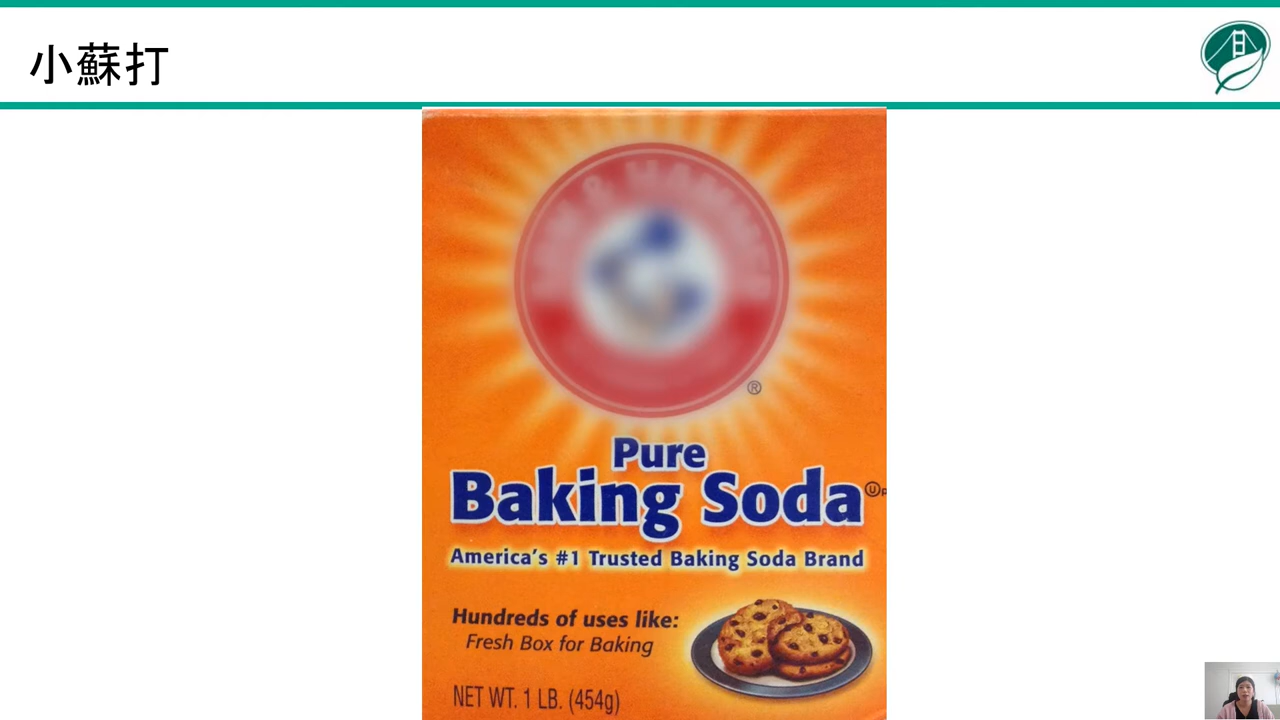 小蘇打
®
Pure
Baking Soda
America's #1 Trusted Baking Soda Brand
Hundreds of uses like:
Fresh Box for Baking
NET WT. 1 LB. (454g)